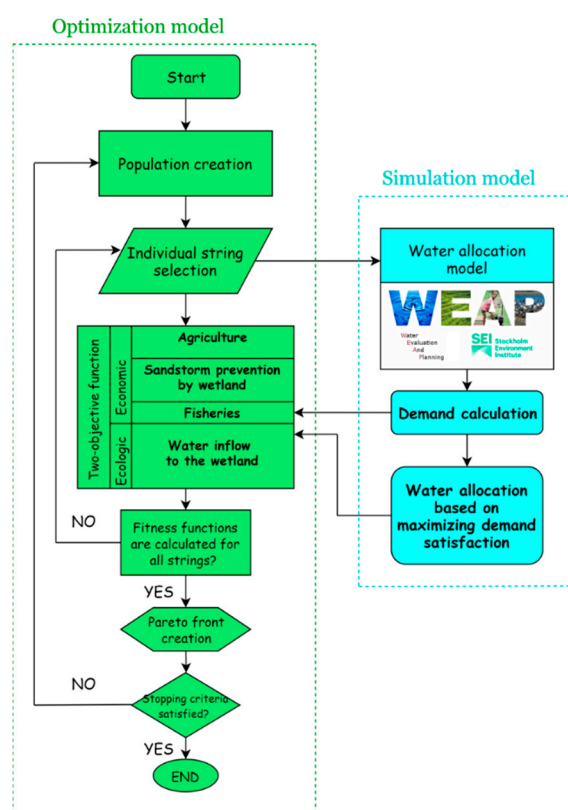 Optimization model
Start
Population creation
Simulation model
Individual string
selection
Water allocation
model
WEAP
Water
Evaluation
And
Planning
SEI Stockholm
Environment
Institute
Two-objective function
Economic
Agriculture
Sandstorm prevention
by wetland
Fisheries
Ecologic
Water inflow
to the wetland
Demand calculation
Water allocation
based on
maximizing demand
satisfaction
NO
Fitness functions
are calculated for
all strings?
YES
Pareto front
creation
NO
Stopping criteria
satisfied?
YES
END